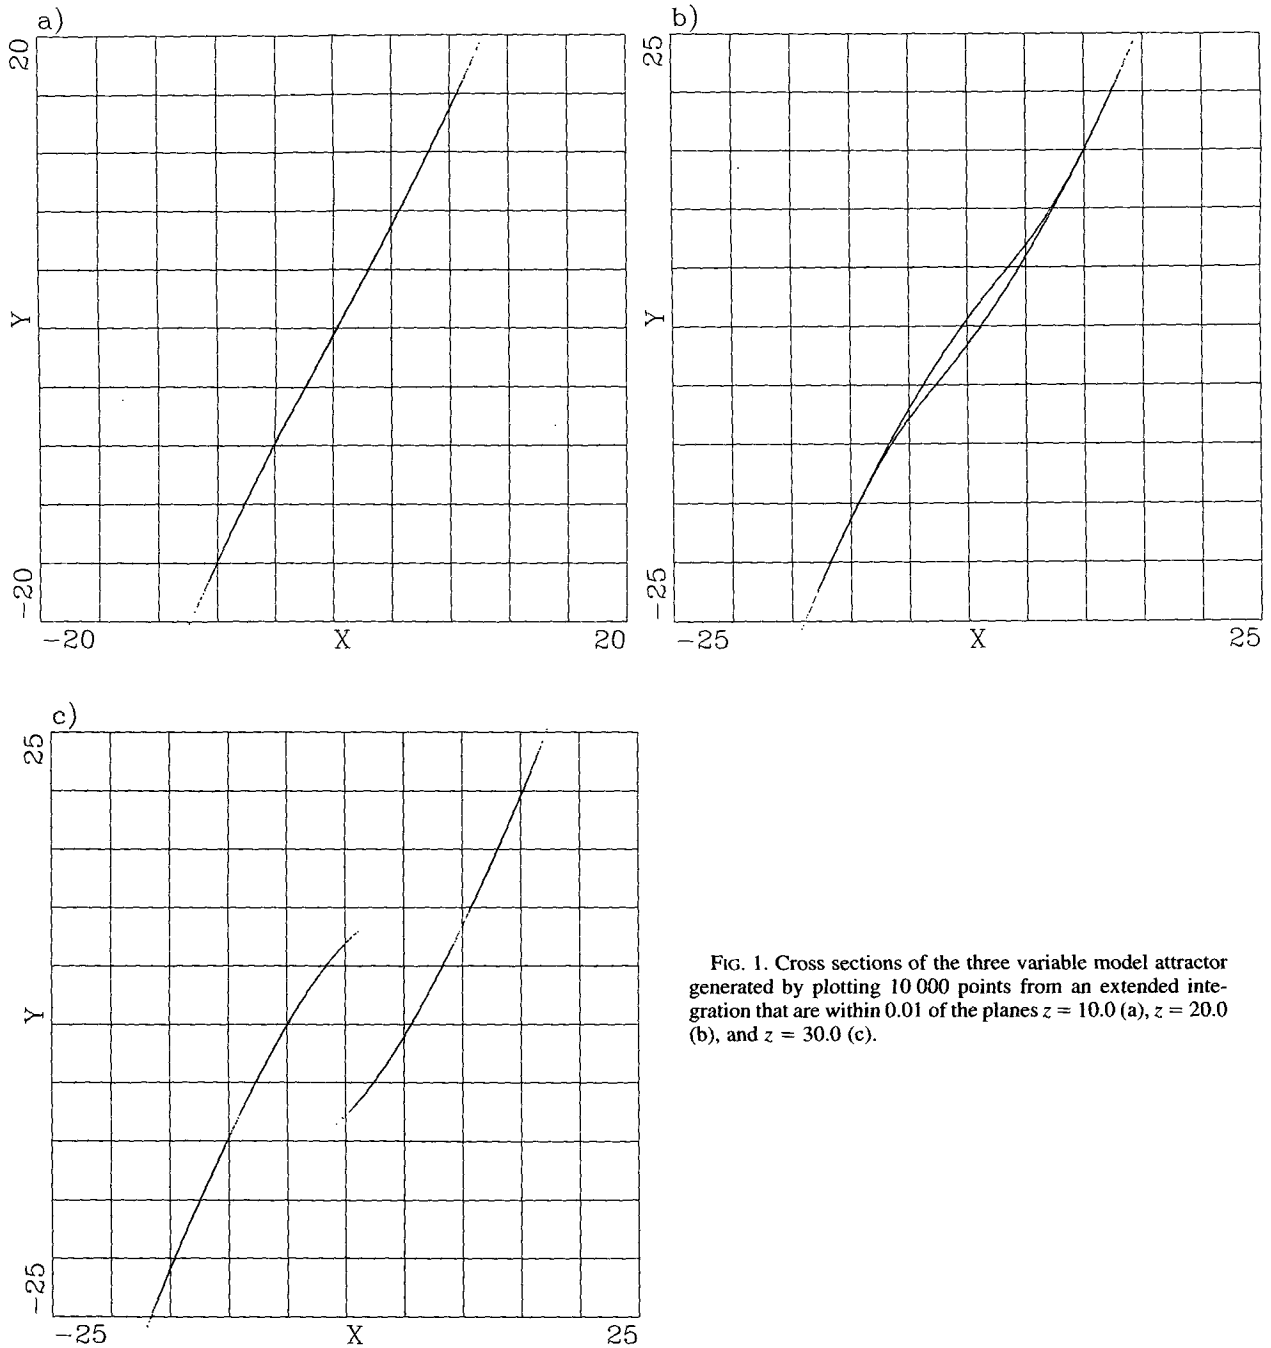 a)
20
Y
-20
-20
X
20
b)
25
Y
-25
-25
X
25
c)
25
Y
-25
-25
X
25
FIG. 1. Cross sections of the three variable model attractor
generated by plotting 10 000 points from an extended inte-
gration that are within 0.01 of the planes z = 10.0 (a), z = 20.0
(b), and z = 30.0 (c).